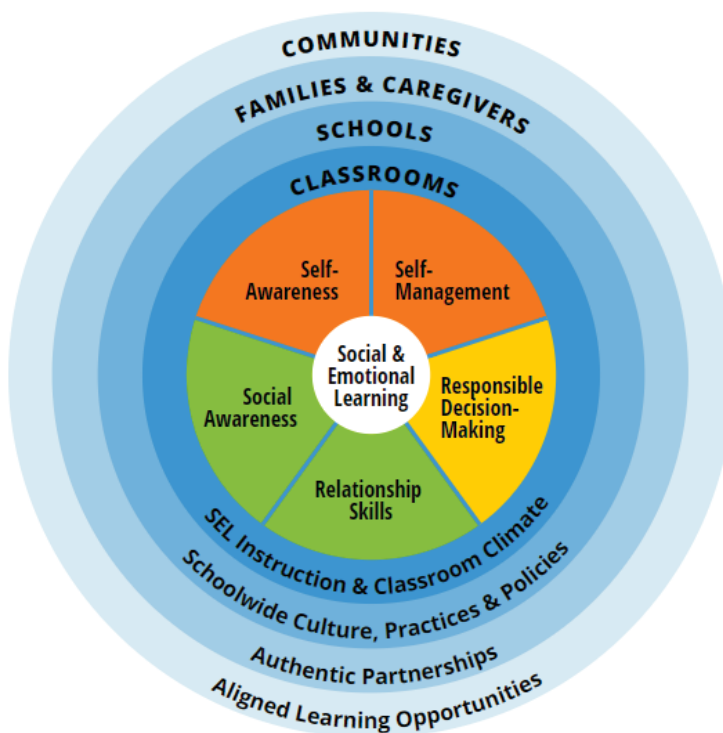 COMMUNITIES
FAMILIES & CAREGIVERS
SCHOOLS
CLASSROOMS
Self-
Awareness
Self-
Management
Social &
Emotional
Learning
Social
Awareness
Responsible
Decision-
Making
Relationship
Skills
SEL Instruction & Classroom Climate
Schoolwide Culture, Practices & Policies
Authentic Partnerships
Aligned Learning Opportunities